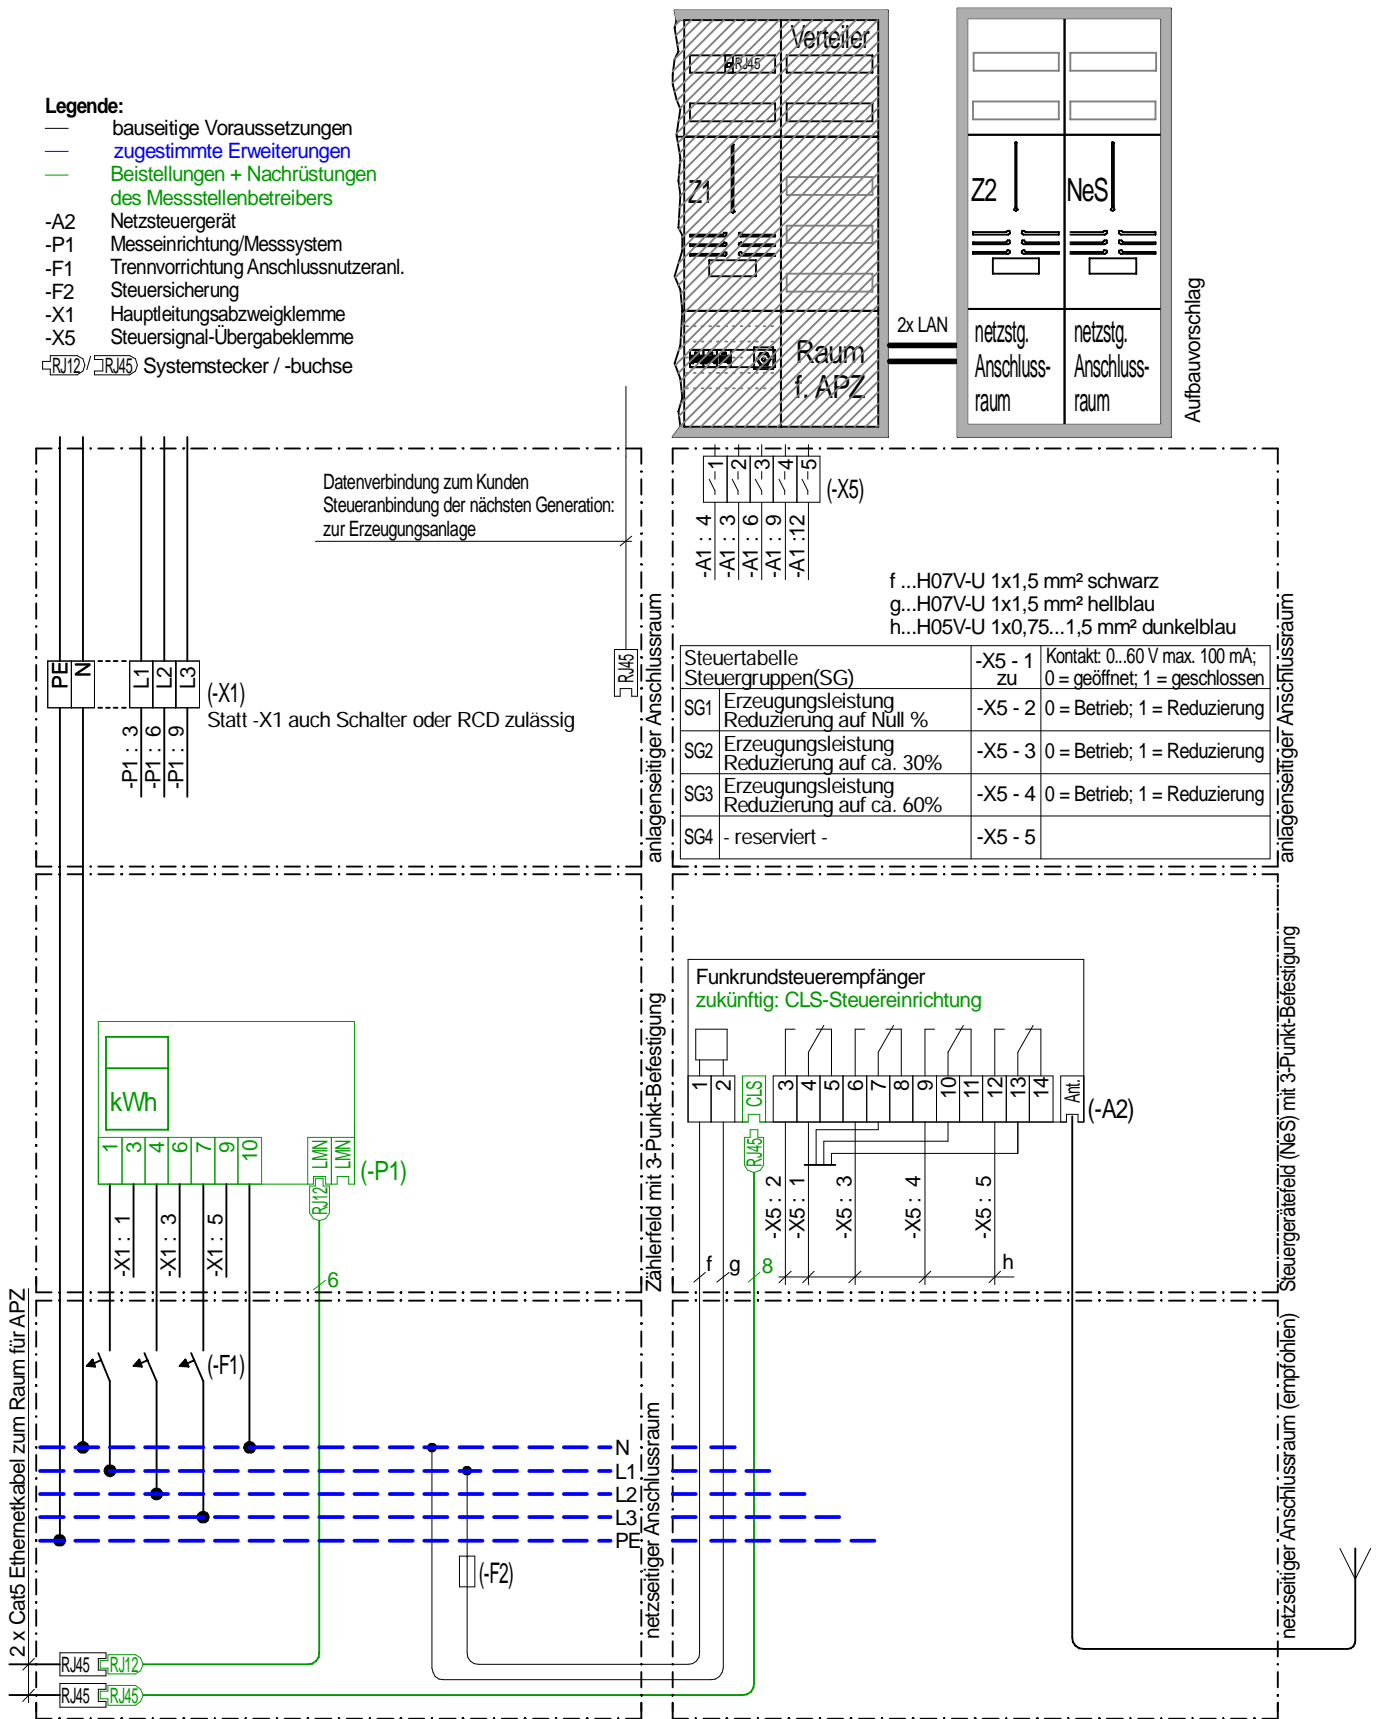 Legende:
bauseitige Voraussetzungen
zugestimmte Erweiterungen
Beistellungen + Nachrüstungen
des Messstellenbetreibers
-A2 Netzsteuergerät
-P1 Messeinrichtung/Messsystem
-F1 Trennvorrichtung Anschlussnutzeranl.
-F2 Steuersicherung
-X1 Hauptleitungsabzweigklemme
-X5 Steuersignal-Übergabeklemme
RJ12 / RJ45 Systemstecker / -buchse
Verteiler
RJ45
Z1
Raum
f. APZ
2x LAN
Z2
NeS
netzstg.
Anschluss-
raum
netzstg.
Anschluss-
raum
Aufbauvorschlag
Datenverbindung zum Kunden
Steueranbindung der nächsten Generation:
zur Erzeugungsanlage
RJ45
PE
N
L1
L2
L3
(-X1)
Statt -X1 auch Schalter oder RCD zulässig
-P1 : 3
-P1 : 6
-P1 : 9
anlagenseitiger Anschlussraum
1
2
3
4
5
(-X5)
-A1 : 4
-A1 : 3
-A1 : 6
-A1 : 9
-A1 :12
f ...H07V-U 1x1,5 mm² schwarz
g...H07V-U 1x1,5 mm² hellblau
h...H05V-U 1x0,75...1,5 mm² dunkelblau
Steuertabelle
Steuergruppen(SG)
-X5 - 1
zu
Kontakt: 0...60 V max. 100 mA;
0 = geöffnet; 1 = geschlossen
SG1 Erzeugungsleistung
Reduzierung auf Null %
-X5 - 2 0 = Betrieb; 1 = Reduzierung
SG2 Erzeugungsleistung
Reduzierung auf ca. 30%
-X5 - 3 0 = Betrieb; 1 = Reduzierung
SG3 Erzeugungsleistung
Reduzierung auf ca. 60%
-X5 - 4 0 = Betrieb; 1 = Reduzierung
SG4 - reserviert - -X5 - 5
anlagenseitiger Anschlussraum
kWh
1
3
4
6
7
9
10
LMN
LMN
(-P1)
RJ12
-X1 : 1
-X1 : 3
-X1 : 5
6
Zählerfeld mit 3-Punkt-Befestigung
Funkrundsteuerempfänger
zukünftig: CLS-Steuereinrichtung
1
2
CLS
3
4
5
6
7
8
9
10
11
12
13
14
Ant.
(-A2)
RJ45
-X5 : 2
-X5 : 1
-X5 : 3
-X5 : 4
-X5 : 5
f
g
8
h
Steuergerätefeld (NeS) mit 3-Punkt-Befestigung
2 x Cat5 Ethernetkabel zum Raum für APZ
(-F1)
N
L1
L2
L3
PE
(-F2)
RJ45 RJ12
RJ45 RJ45
netzseitiger Anschlussraum
netzseitiger Anschlussraum (empfohlen)